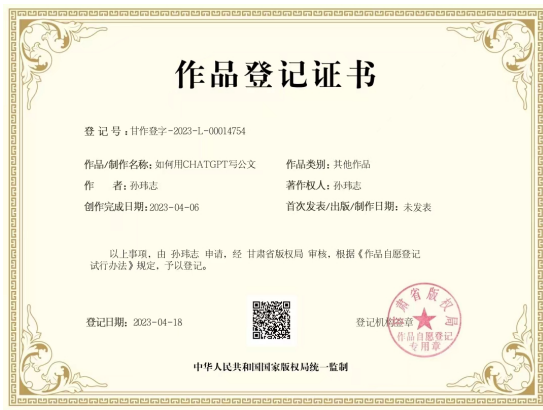 作品登记证书
登 记 号：甘作登字-2023-L-00014754
作品/制作名称：如何用CHATGPT写公文 作品类别：其他作品
作 者：孙玮志 著作权人：孙玮志
创作完成日期：2023-04-06 首次发表/出版/制作日期：未发表
以上事项，由 孙玮志 申请，经 甘肃省版权局 审核，根据《作品自愿登记
试行办法》规定，予以登记。
登记日期：2023-04-18 登记机构签章
甘肃省版权局
作品自愿登记
专用章
中华人民共和国国家版权局统一监制